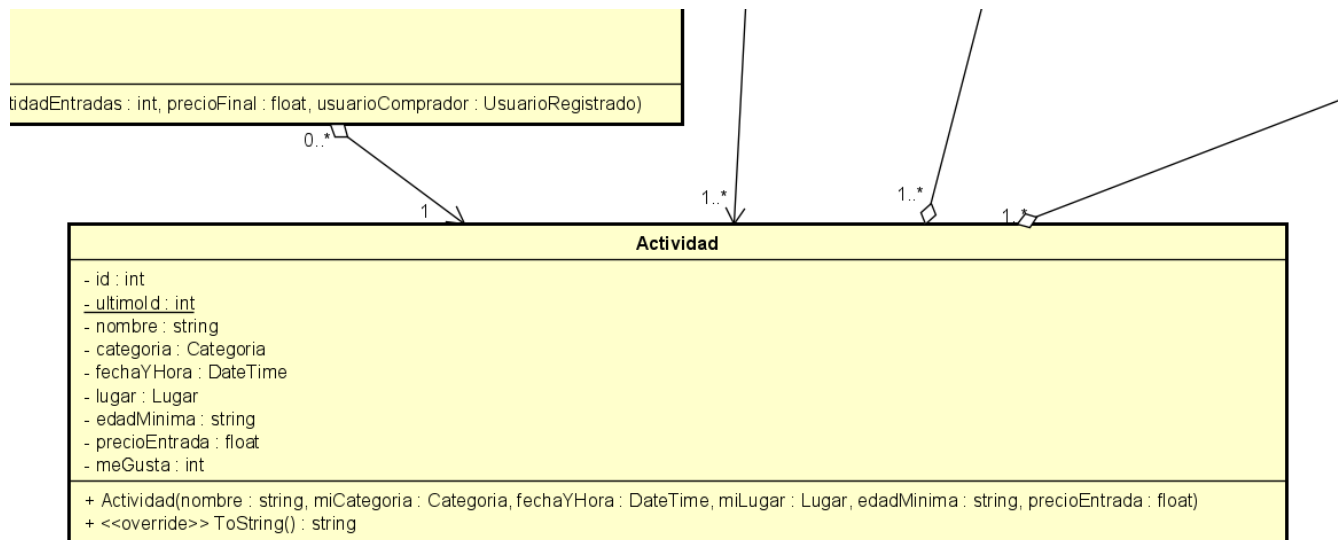 tidadEntradas : int, precioFinal : float, usuarioComprador : UsuarioRegistrado)
0..*
1
1..*
1..*
1..*
Actividad
- id : int
- ultimoId : int
- nombre : string
- categoria : Categoria
- fechaYHora : DateTime
- lugar : Lugar
- edadMinima : string
- precioEntrada : float
- meGusta : int
+ Actividad(nombre : string, miCategoria : Categoria, fechaYHora : DateTime, miLugar : Lugar, edadMinima : string, precioEntrada : float)
+ <<override>> ToString() : string